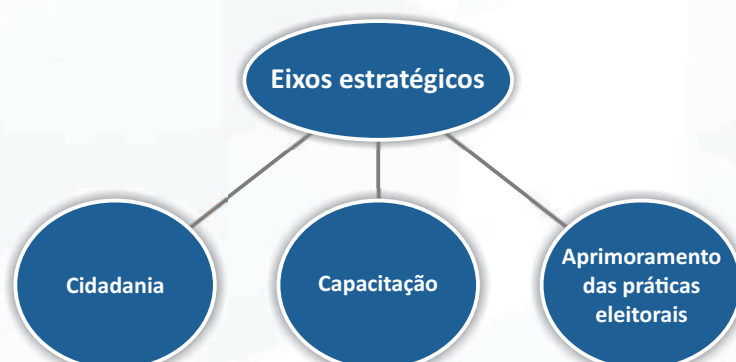 Eixos estratégicos
Cidadania
Capacitação
Aprimoramento
das práticas
eleitorais